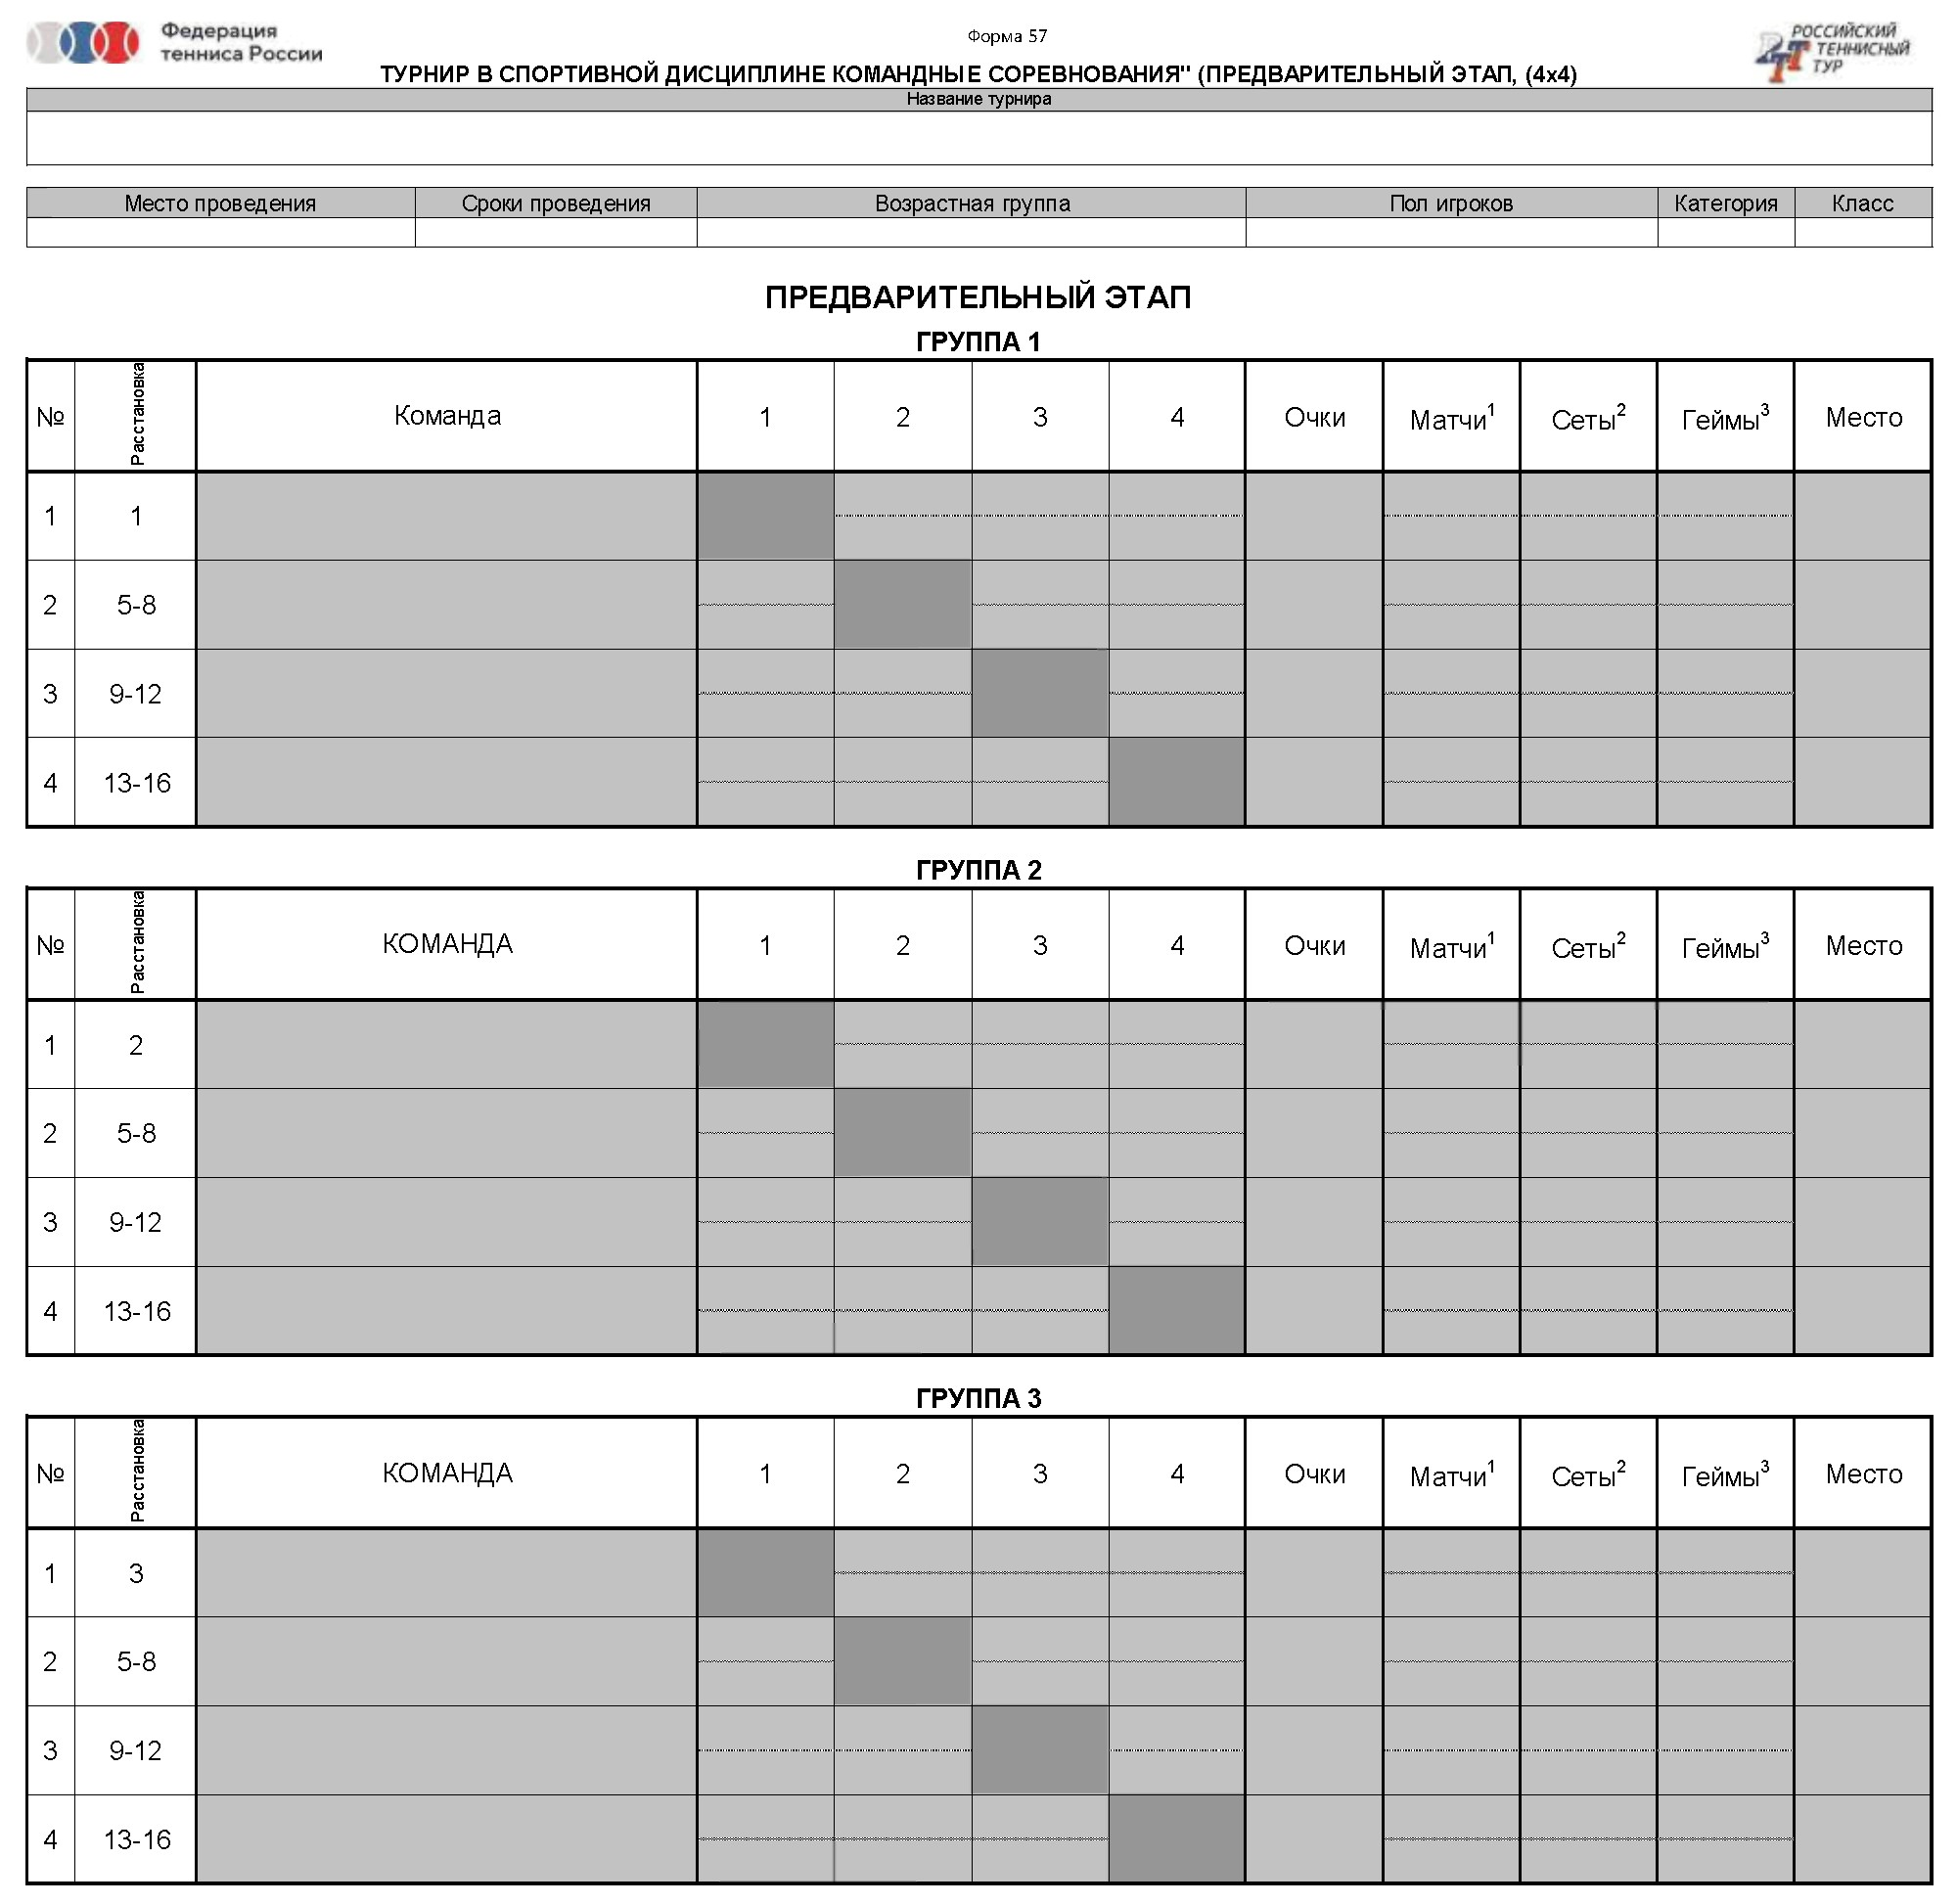 Федерация
тенниса России
Форма 57
РОССИЙСКИЙ
ТЕННИСНЫЙ
ТУР
РТТ
ТУРНИР В СПОРТИВНОЙ ДИСЦИПЛИНЕ КОМАНДНЫЕ СОРЕВНОВАНИЯ" (ПРЕДВАРИТЕЛЬНЫЙ ЭТАП, (4х4)
Название турнира
Место проведения Сроки проведения Возрастная группа Пол игроков Категория Класс
ПРЕДВАРИТЕЛЬНЫЙ ЭТАП
ГРУППА 1
№ Расстановка Команда 1 2 3 4 Очки Матчи¹ Сеты² Геймы³ Место
1 1
2 5-8
3 9-12
4 13-16
ГРУППА 2
№ Расстановка КОМАНДА 1 2 3 4 Очки Матчи¹ Сеты² Геймы³ Место
1 2
2 5-8
3 9-12
4 13-16
ГРУППА 3
№ Расстановка КОМАНДА 1 2 3 4 Очки Матчи¹ Сеты² Геймы³ Место
1 3
2 5-8
3 9-12
4 13-16